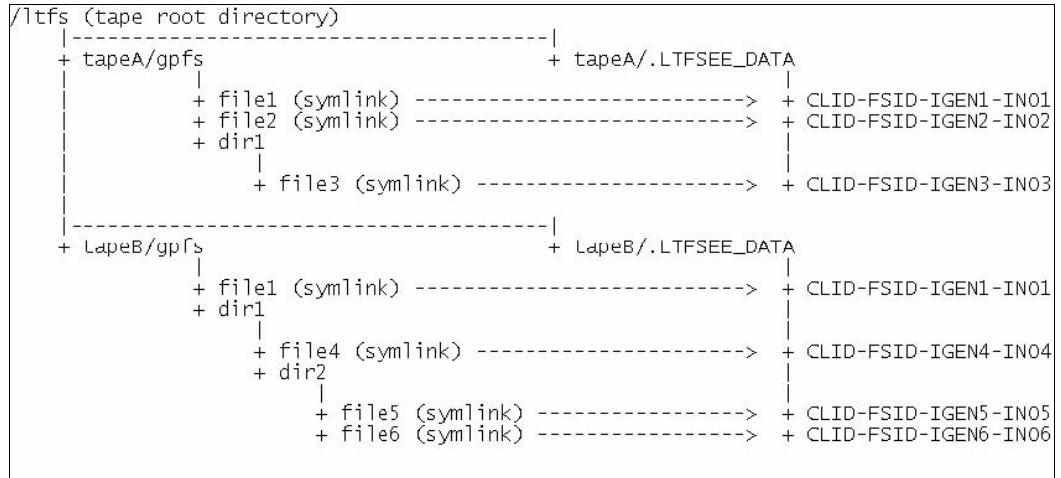 /ltfs (tape root directory)
|---------------------------------------|
+ tapeA/gpfs + tapeA/.LTFSEE_DATA
+ file1 (symlink) ---------------------------> + CLID-FSID-IGEN1-INO1
+ file2 (symlink) ---------------------------> + CLID-FSID-IGEN2-INO2
+ dir1
+ file3 (symlink) ----------------------> + CLID-FSID-IGEN3-INO3
|---------------------------------------|
+ tapeB/gpfs + tapeB/.LTFSEE_DATA
+ file1 (symlink) ---------------------------> + CLID-FSID-IGEN1-INO1
+ dir1
+ file4 (symlink) ----------------------> + CLID-FSID-IGEN4-INO4
+ dir2
+ file5 (symlink) -----------------> + CLID-FSID-IGEN5-INO5
+ file6 (symlink) -----------------> + CLID-FSID-IGEN6-INO6